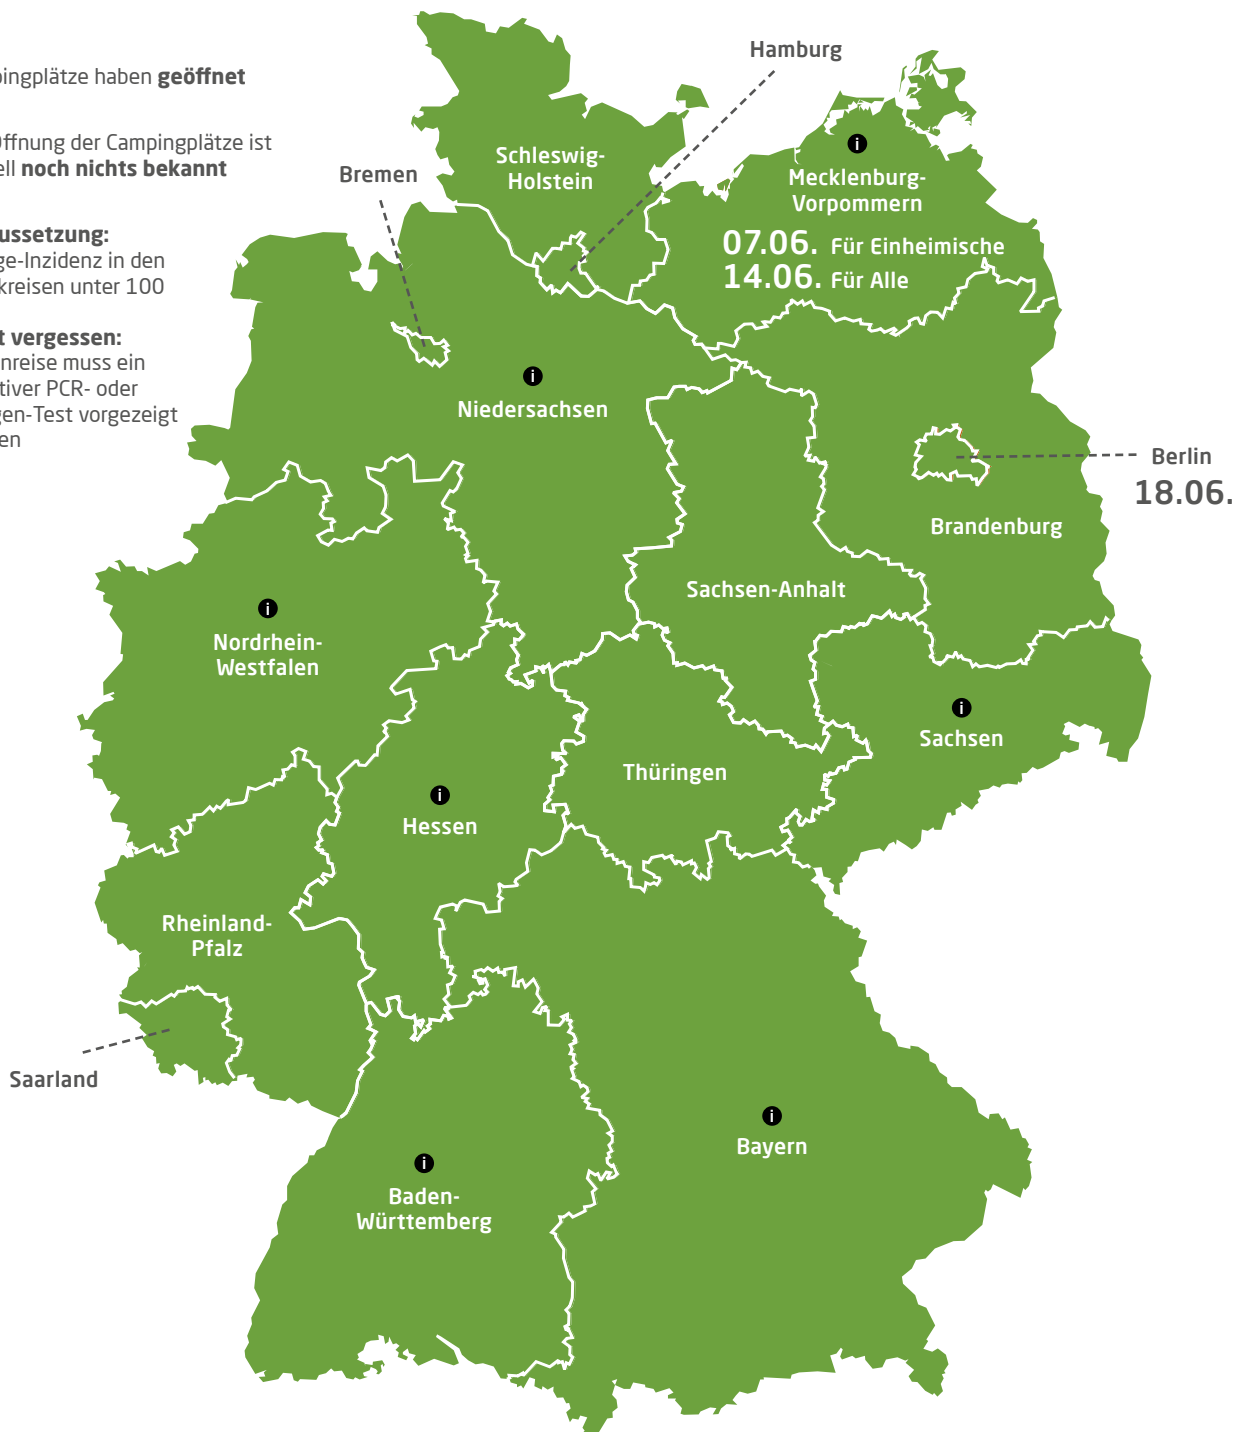 pingplätze haben geöffnet
Öffnung der Campingplätze ist
ell noch nichts bekannt
ussetzung:
ge-Inzidenz in den
kreisen unter 100
t vergessen:
nreise muss ein
tiver PCR- oder
gen-Test vorgezeigt
en
Hamburg
Bremen
Schleswig-
Holstein
i
Mecklenburg-
Vorpommern
07.06. Für Einheimische
14.06. Für Alle
i
Niedersachsen
Berlin
18.06.
Brandenburg
Sachsen-Anhalt
i
Nordrhein-
Westfalen
i
Sachsen
Thüringen
i
Hessen
Rheinland-
Pfalz
Saarland
i
Bayern
i
Baden-
Württemberg